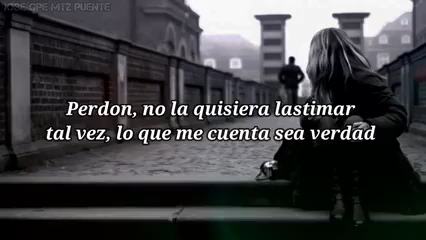 JOSE GPE MTZ PUENTE
Perdon, no la quisiera lastimar
tal vez, lo que me cuenta sea verdad